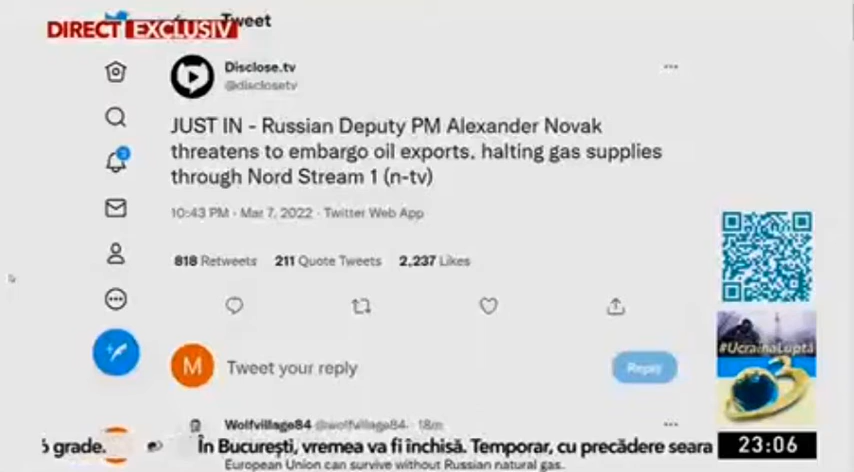 DIRECT EXCLUSIV
Tweet
Disclose.tv
@disclosetv
JUST IN - Russian Deputy PM Alexander Novak
threatens to embargo oil exports, halting gas supplies
through Nord Stream 1 (n-tv)
10:43 PM · Mar 7, 2022 · Twitter Web App
818 Retweets 211 Quote Tweets 2,237 Likes
#UcrainaLuptă
M
Tweet your reply
Reply
Wolfvillage84 @wolfvillage84 · 18m
grade. În București, vremea va fi închisă. Temporar, cu precădere seara
23:06
European Union can survive without Russian natural gas.